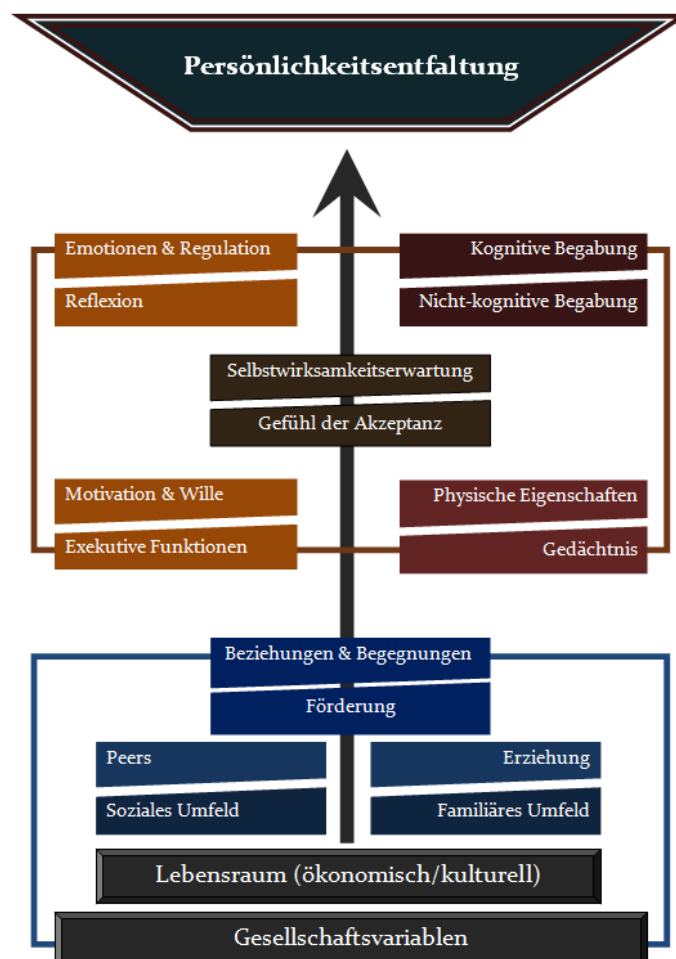 Persönlichkeitsentfaltung
Emotionen & Regulation
Kognitive Begabung
Reflexion
Nicht-kognitive Begabung
Selbstwirksamkeitserwartung
Gefühl der Akzeptanz
Motivation & Wille
Physische Eigenschaften
Exekutive Funktionen
Gedächtnis
Beziehungen & Begegnungen
Förderung
Peers
Erziehung
Soziales Umfeld
Familiäres Umfeld
Lebensraum (ökonomisch/kulturell)
Gesellschaftsvariablen